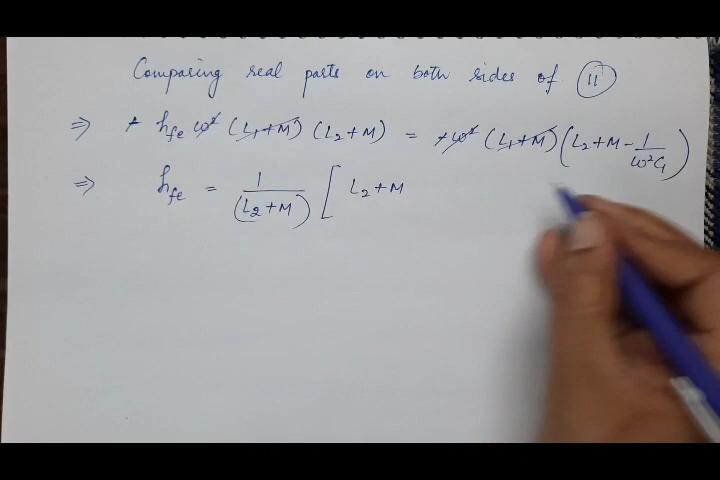 Comparing real parts on both sides of (11)
⇒ + hfe ω² (L₁+M) (L₂+M) = +ω² (L₁+M) (L₂+M - 1/ω²C₁)
⇒ hfe = 1/(L₂+M) [ L₂+M